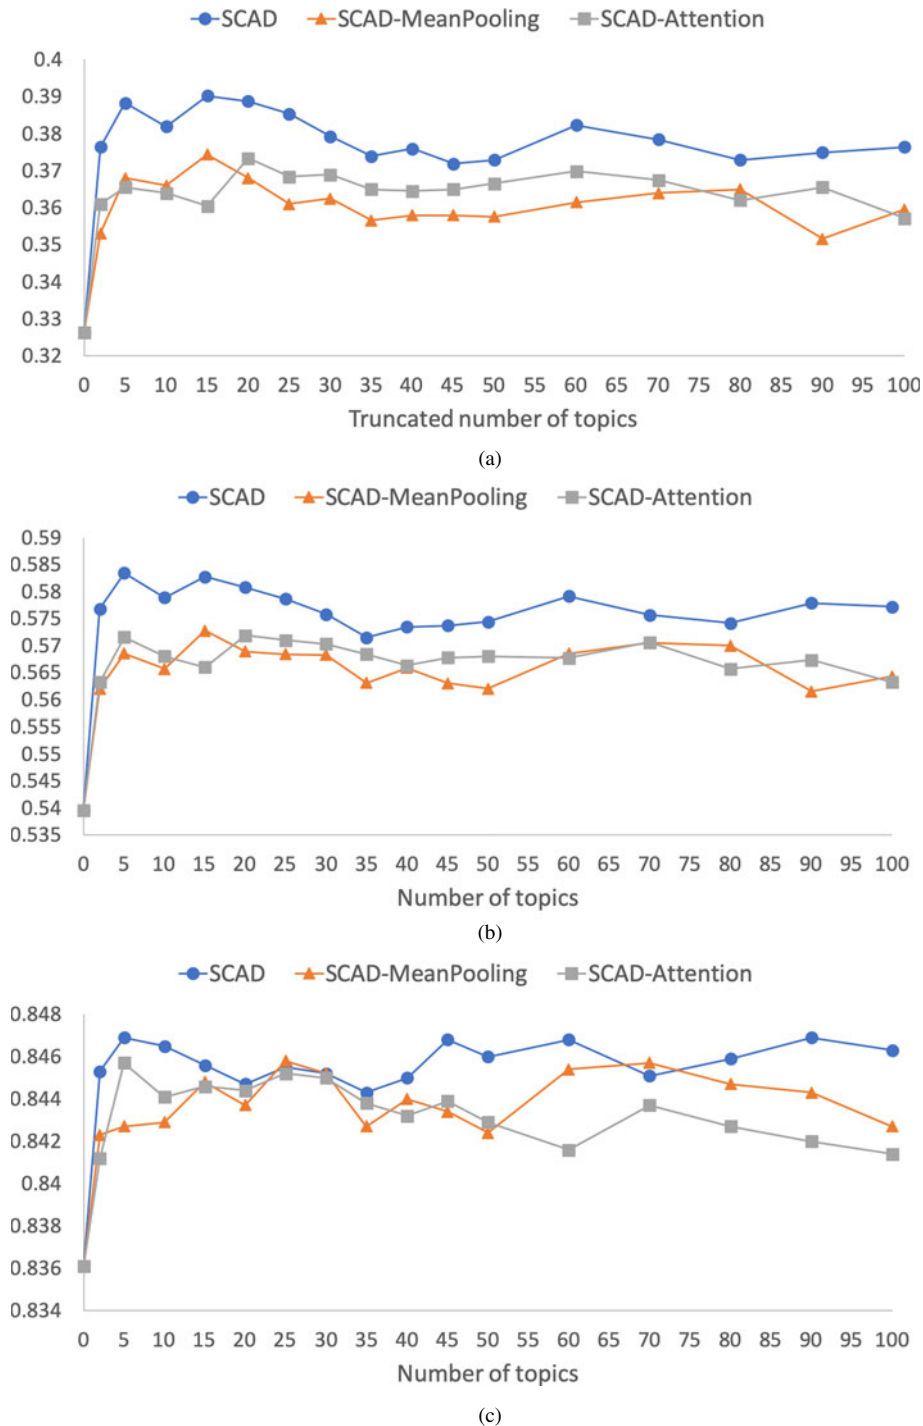 SCAD SCAD-MeanPooling SCAD-Attention
0.4
0.39
0.38
0.37
0.36
0.35
0.34
0.33
0.32
0 5 10 15 20 25 30 35 40 45 50 55 60 65 70 75 80 85 90 95 100
Truncated number of topics
(a)
SCAD SCAD-MeanPooling SCAD-Attention
0.59
0.585
0.58
0.575
0.57
0.565
0.56
0.555
0.55
0.545
0.54
0.535
0 5 10 15 20 25 30 35 40 45 50 55 60 65 70 75 80 85 90 95 100
Number of topics
(b)
SCAD SCAD-MeanPooling SCAD-Attention
0.848
0.846
0.844
0.842
0.84
0.838
0.836
0.834
0 5 10 15 20 25 30 35 40 45 50 55 60 65 70 75 80 85 90 95 100
Number of topics
(c)